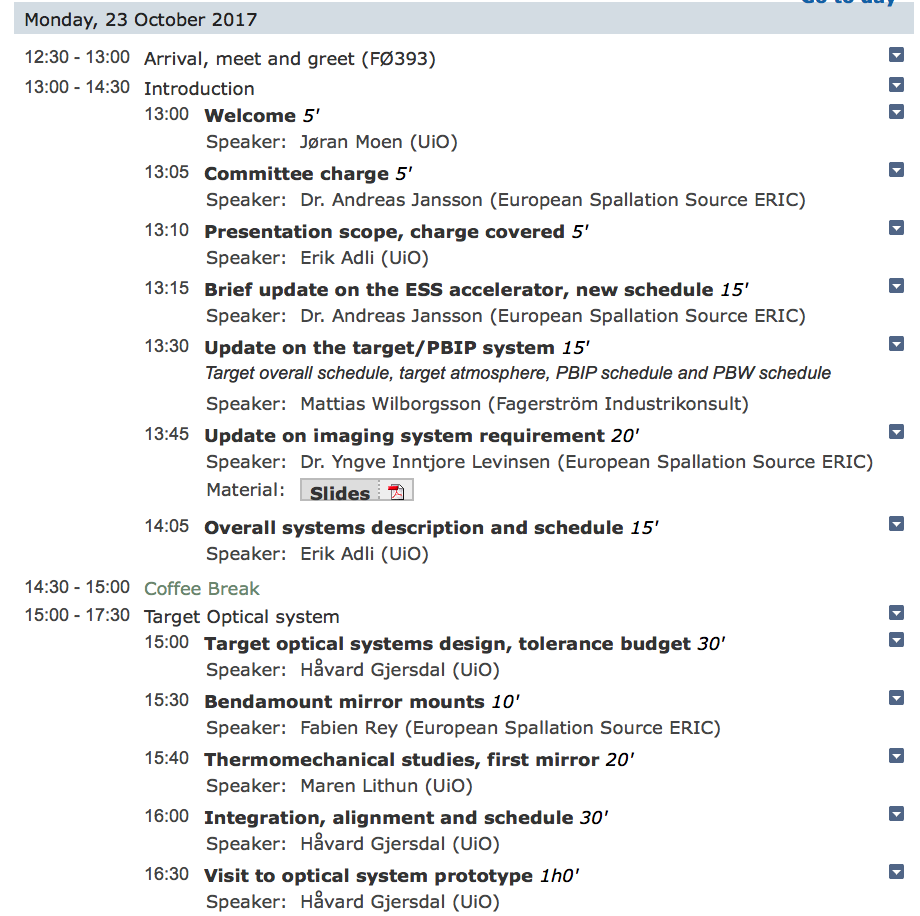 Go to day
Monday, 23 October 2017
12:30 - 13:00 Arrival, meet and greet (FØ393)
13:00 - 14:30 Introduction
13:00 Welcome 5'
Speaker: Jøran Moen (UiO)
13:05 Committee charge 5'
Speaker: Dr. Andreas Jansson (European Spallation Source ERIC)
13:10 Presentation scope, charge covered 5'
Speaker: Erik Adli (UiO)
13:15 Brief update on the ESS accelerator, new schedule 15'
Speaker: Dr. Andreas Jansson (European Spallation Source ERIC)
13:30 Update on the target/PBIP system 15'
Target overall schedule, target atmosphere, PBIP schedule and PBW schedule
Speaker: Mattias Wilborgsson (Fagerström Industrikonsult)
13:45 Update on imaging system requirement 20'
Speaker: Dr. Yngve Inntjore Levinsen (European Spallation Source ERIC)
Material: Slides
14:05 Overall systems description and schedule 15'
Speaker: Erik Adli (UiO)
14:30 - 15:00 Coffee Break
15:00 - 17:30 Target Optical system
15:00 Target optical systems design, tolerance budget 30'
Speaker: Håvard Gjersdal (UiO)
15:30 Bendamount mirror mounts 10'
Speaker: Fabien Rey (European Spallation Source ERIC)
15:40 Thermomechanical studies, first mirror 20'
Speaker: Maren Lithun (UiO)
16:00 Integration, alignment and schedule 30'
Speaker: Håvard Gjersdal (UiO)
16:30 Visit to optical system prototype 1h0'
Speaker: Håvard Gjersdal (UiO)